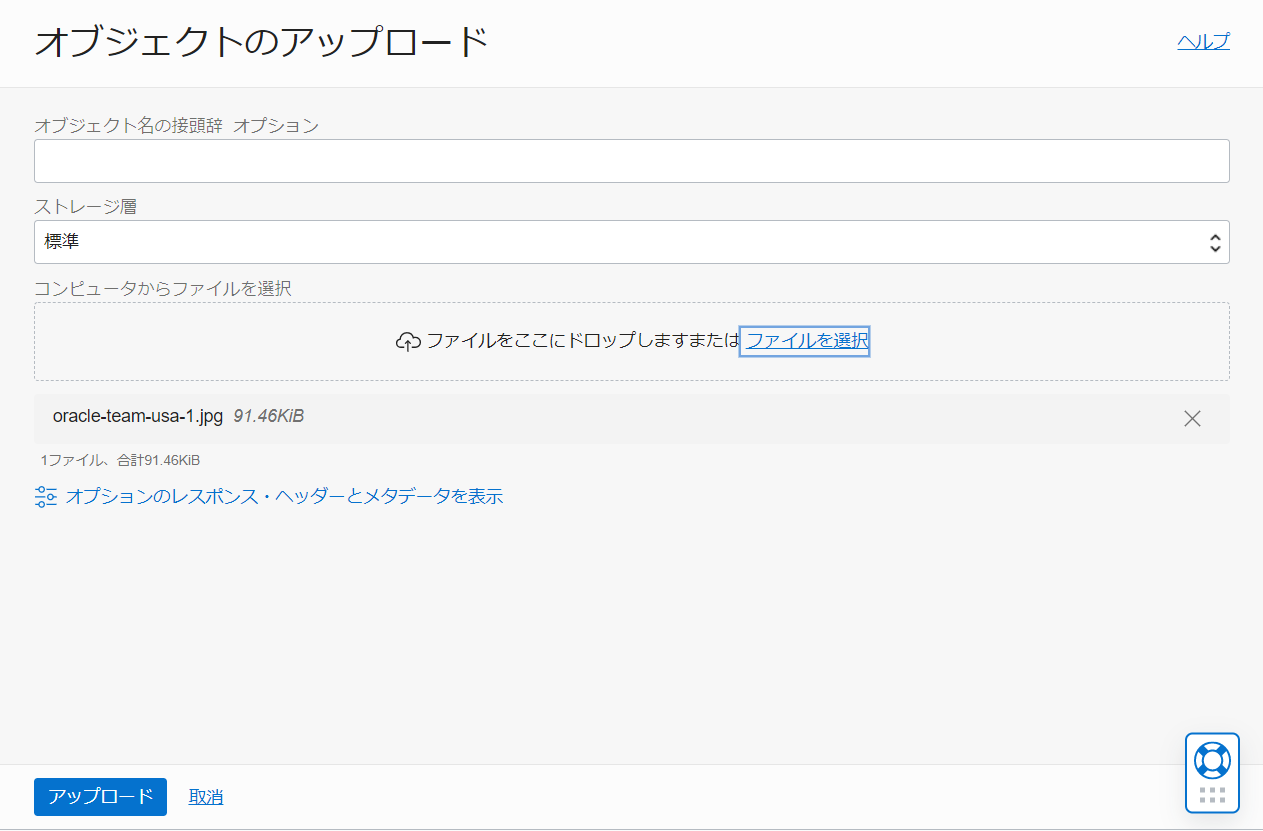 オブジェクトのアップロード
ヘルプ
オブジェクト名の接頭辞 オプション
ストレージ層
標準
コンピュータからファイルを選択
ファイルをここにドロップしますまたは ファイルを選択
oracle-team-usa-1.jpg 91.46KiB
1ファイル、合計91.46KiB
オプションのレスポンス・ヘッダーとメタデータを表示
アップロード 取消